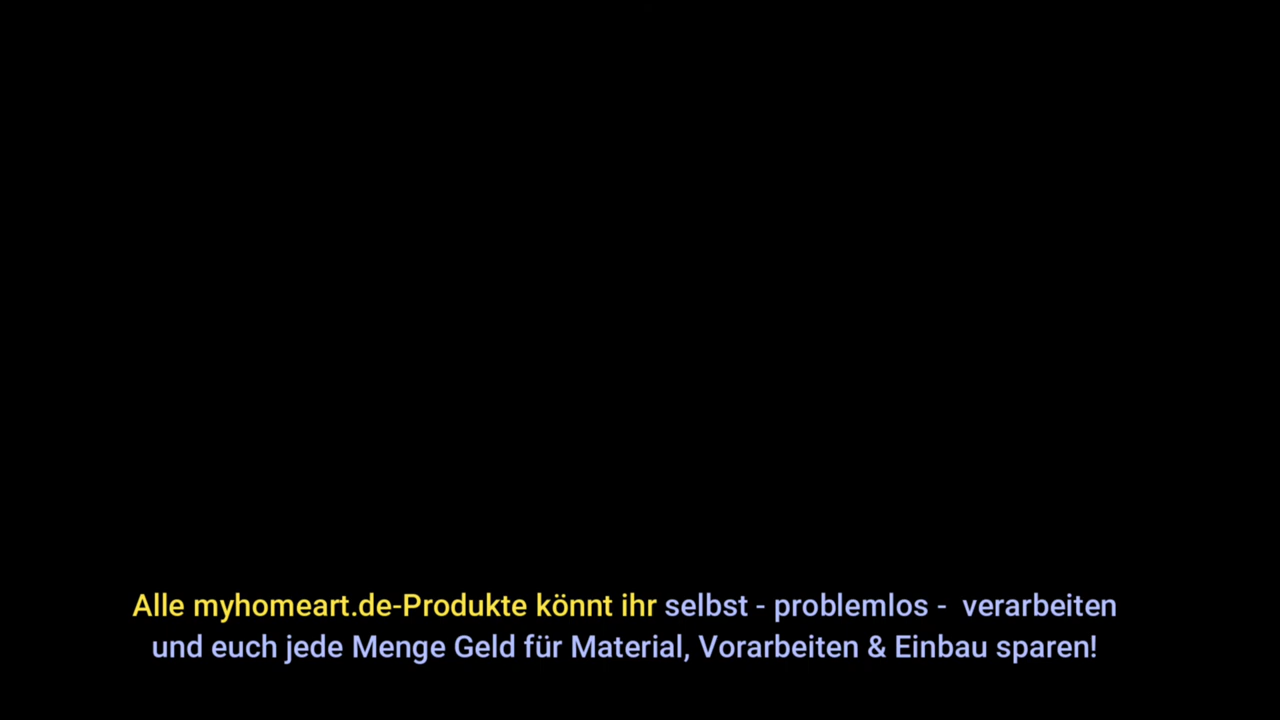 Alle myhomeart.de-Produkte könnt ihr selbst - problemlos -  verarbeiten
und euch jede Menge Geld für Material, Vorarbeiten & Einbau sparen!